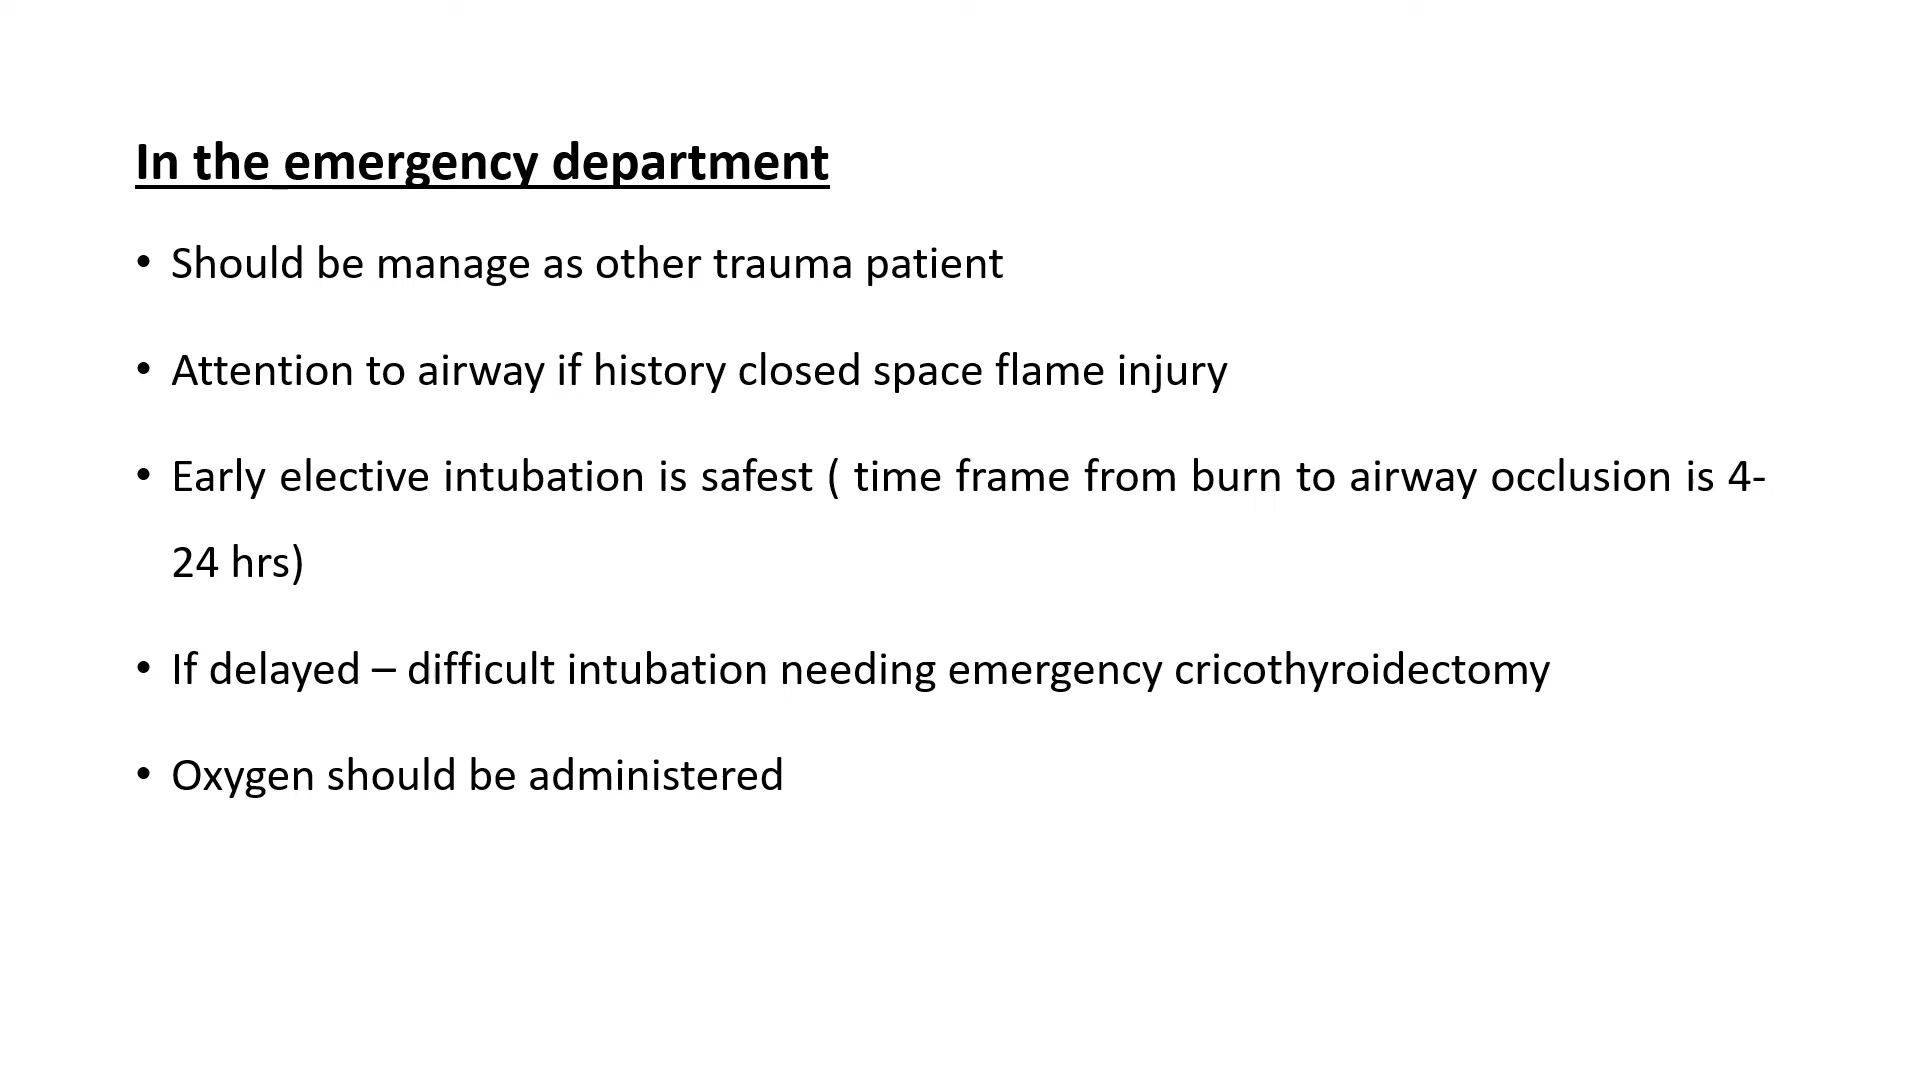 In the emergency department
• Should be manage as other trauma patient
• Attention to airway if history closed space flame injury
• Early elective intubation is safest ( time frame from burn to airway occlusion is 4-
24 hrs)
• If delayed – difficult intubation needing emergency cricothyroidectomy
• Oxygen should be administered